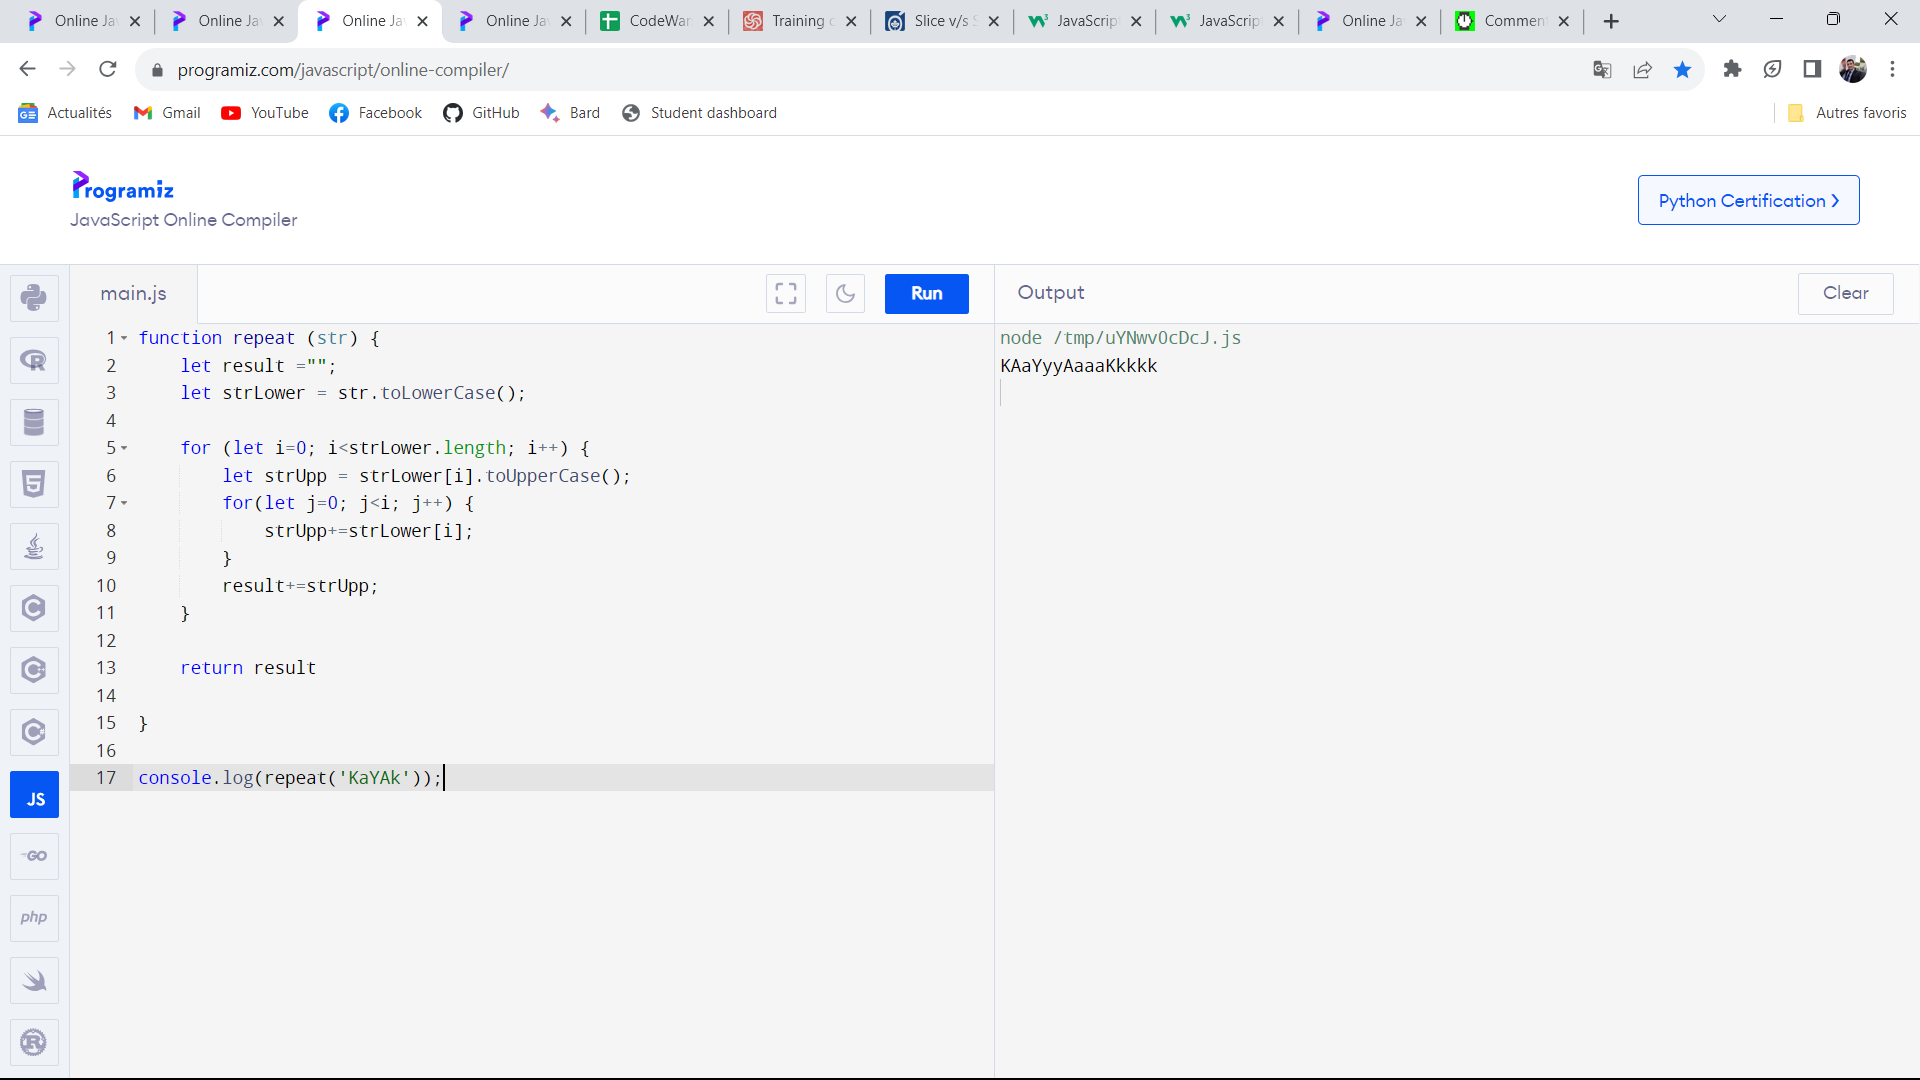 Online Ja
Online Ja
Online Ja
Online Ja
CodeWar
Training o
Slice v/s S
JavaScript
JavaScript
Online Ja
Comment
programiz.com/javascript/online-compiler/
Actualités
Gmail
YouTube
Facebook
GitHub
Bard
Student dashboard
Autres favoris
Programiz
JavaScript Online Compiler
Python Certification ❯
main.js
Run
Output
Clear
1 function repeat (str) {
2 let result ="";
3 let strLower = str.toLowerCase();
4
5 for (let i=0; i<strLower.length; i++) {
6 let strUpp = strLower[i].toUpperCase();
7 for(let j=0; j<i; j++) {
8 strUpp+=strLower[i];
9 }
10 result+=strUpp;
11 }
12
13 return result
14
15 }
16
17 console.log(repeat('KaYAk'));
node /tmp/uYNwv0cDcJ.js
KAaYyyAaaaKkkkk
JS
GO
php